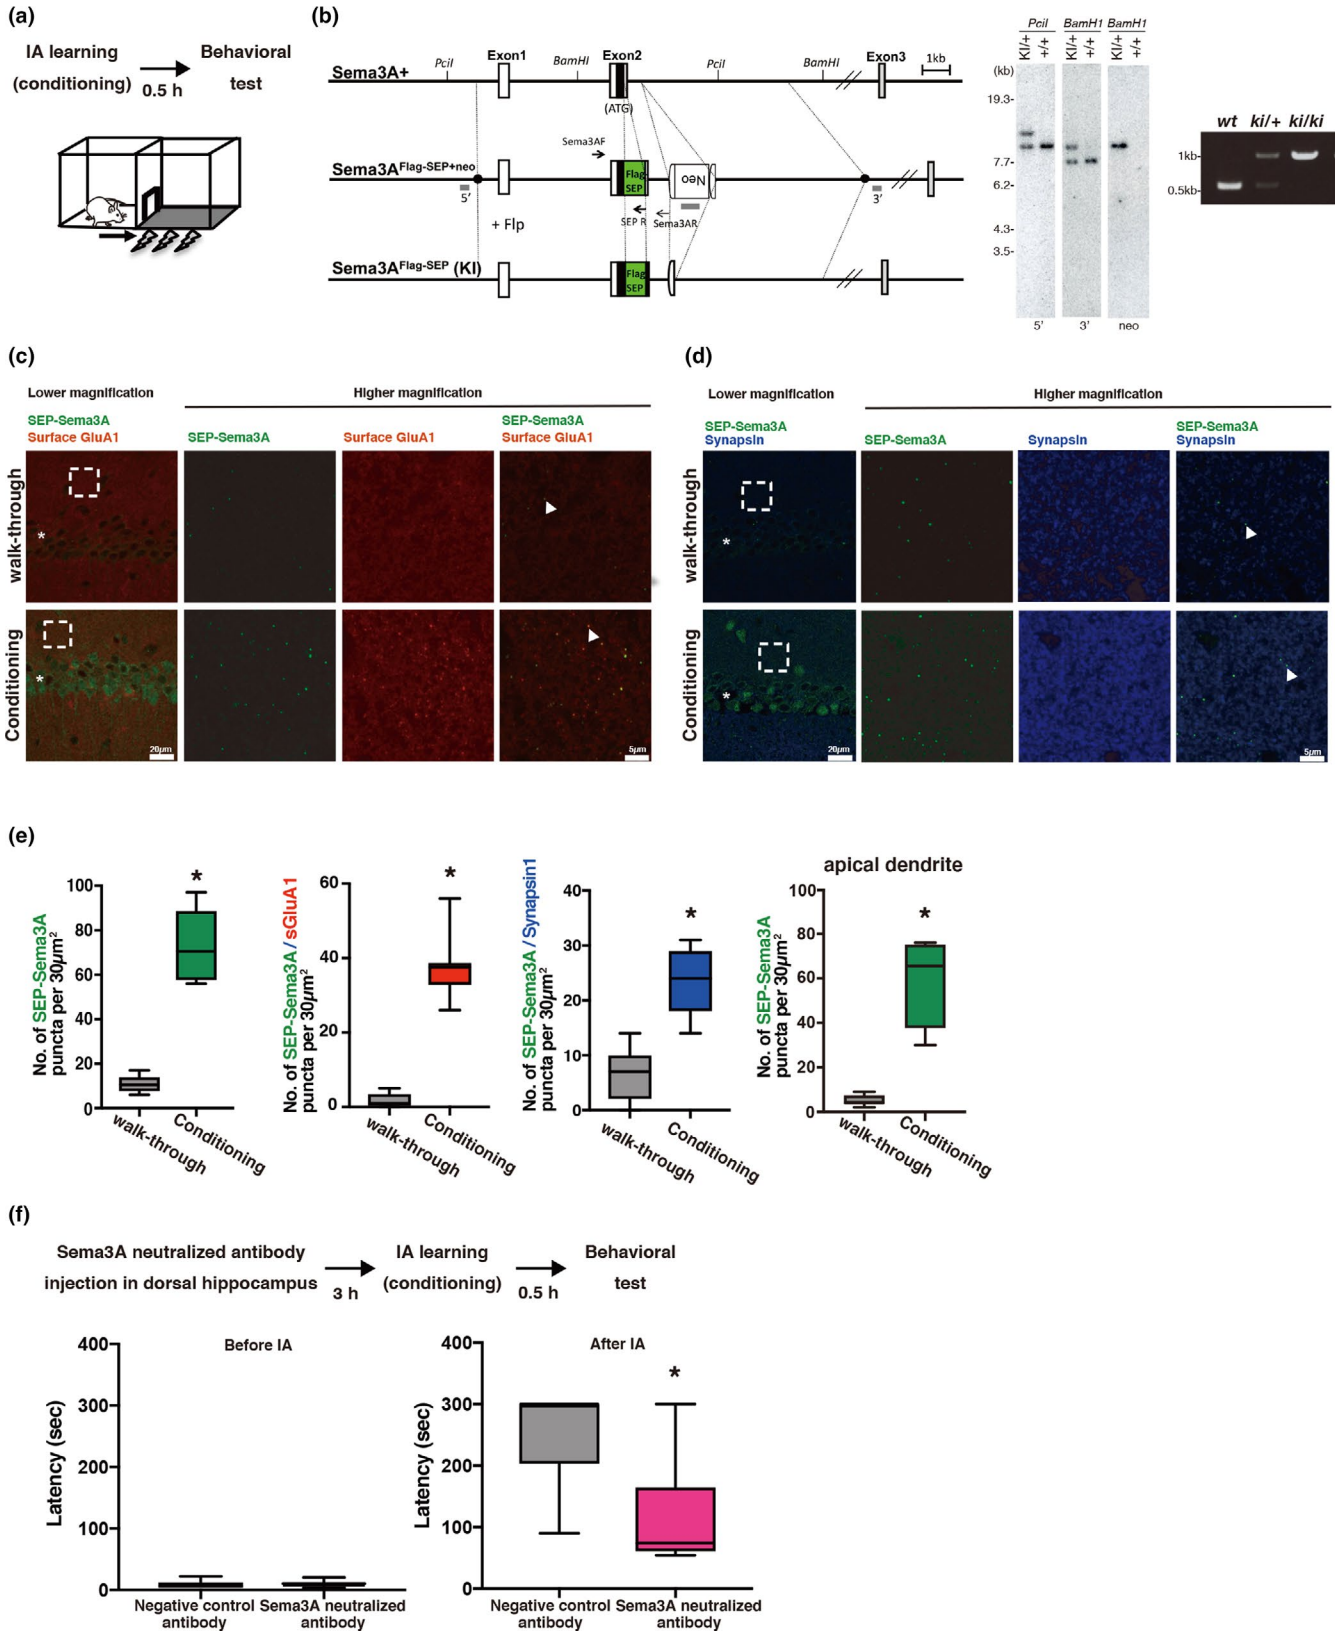 (a)
IA learning
(conditioning)
0.5 h
Behavioral
test
(b)
Sema3A+
PciI
Exon1
BamHI
Exon2
(ATG)
PciI
BamHI
Exon3
1kb
Sema3AF
Sema3AFlag-SEP+neo
5'
Flag
SEP
Neo
SEP R
Sema3AR
3'
+ Flp
Sema3AFlag-SEP (KI)
Flag
SEP
PciI BamH1 BamH1
KI/+ +/+ KI/+ +/+ KI/+ +/+
(kb)
19.3-
7.7-
6.2-
4.3-
3.5-
5' 3' neo
wt ki/+ ki/ki
1kb-
0.5kb-
(c)
Lower magnification
Higher magnification
SEP-Sema3A
Surface GluA1
SEP-Sema3A
Surface GluA1
SEP-Sema3A
Surface GluA1
walk-through
*
Conditioning
*
20μm
5μm
(d)
Lower magnification
Higher magnification
SEP-Sema3A
Synapsin
SEP-Sema3A
Synapsin
SEP-Sema3A
Synapsin
walk-through
*
Conditioning
*
5μm
(e)
No. of SEP-Sema3A
puncta per 30μm2
100
80
60
40
20
0
*
walk-through
Conditioning
No. of SEP-Sema3A/sGluA1
puncta per 30μm2
60
40
20
0
*
walk-through
Conditioning
No. of SEP-Sema3A/Synapsin1
puncta per 30μm2
40
30
20
10
0
*
walk-through
Conditioning
apical dendrite
No. of SEP-Sema3A
puncta per 30μm2
100
80
60
40
20
0
*
walk-through
Conditioning
(f)
Sema3A neutralized antibody
injection in dorsal hippocampus
3 h
IA learning
(conditioning)
0.5 h
Behavioral
test
Before IA
Latency (sec)
400
300
200
100
0
Negative control
antibody
Sema3A neutralized
antibody
After IA
Latency (sec)
400
300
200
100
0
*
Negative control
antibody
Sema3A neutralized
antibody